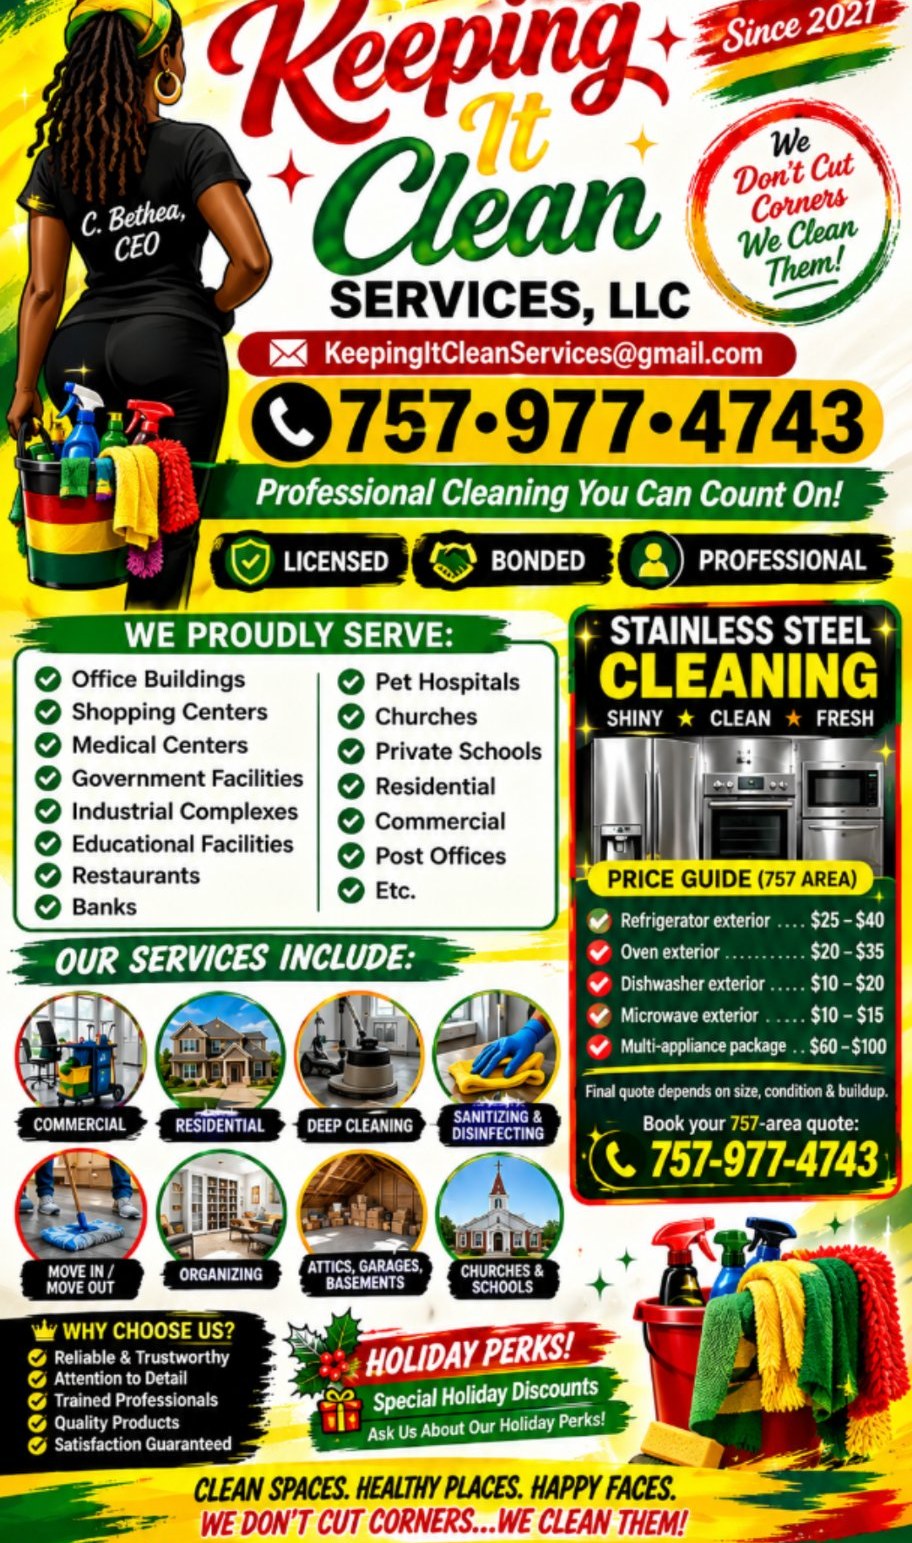 Keeping
It
Clean
SERVICES, LLC
Since 2021
We
Don't Cut
Corners
We Clean
Them!
C. Bethea,
CEO
KeepingItCleanServices@gmail.com
757•977•4743
Professional Cleaning You Can Count On!
LICENSED
BONDED
PROFESSIONAL
WE PROUDLY SERVE:
Office Buildings
Shopping Centers
Medical Centers
Government Facilities
Industrial Complexes
Educational Facilities
Restaurants
Banks
Pet Hospitals
Churches
Private Schools
Residential
Commercial
Post Offices
Etc.
STAINLESS STEEL
CLEANING
SHINY ★ CLEAN ★ FRESH
PRICE GUIDE (757 AREA)
Refrigerator exterior .... $25 – $40
Oven exterior ........... $20 – $35
Dishwasher exterior ..... $10 – $20
Microwave exterior ...... $10 – $15
Multi-appliance package .. $60 – $100
Final quote depends on size, condition & buildup.
Book your 757-area quote:
757-977-4743
OUR SERVICES INCLUDE:
COMMERCIAL
RESIDENTIAL
DEEP CLEANING
SANITIZING &
DISINFECTING
MOVE IN /
MOVE OUT
ORGANIZING
ATTICS, GARAGES,
BASEMENTS
CHURCHES &
SCHOOLS
WHY CHOOSE US?
Reliable & Trustworthy
Attention to Detail
Trained Professionals
Quality Products
Satisfaction Guaranteed
HOLIDAY PERKS!
Special Holiday Discounts
Ask Us About Our Holiday Perks!
CLEAN SPACES. HEALTHY PLACES. HAPPY FACES.
WE DON'T CUT CORNERS...WE CLEAN THEM!